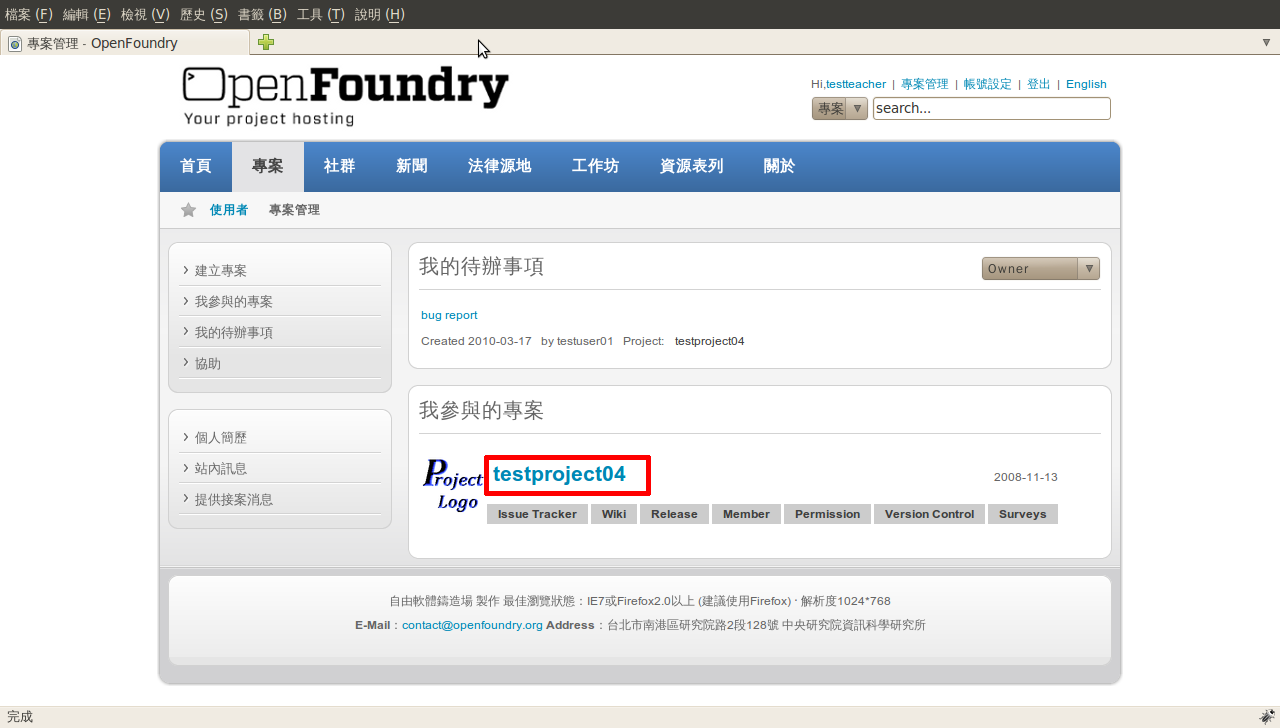 檔案 (F) 編輯 (E) 檢視 (V) 歷史 (S) 書籤 (B) 工具 (T) 說明 (H)
專案管理 - OpenFoundry
OpenFoundry
Your project hosting
Hi,testteacher | 專案管理 | 帳號設定 | 登出 | English
專案 search...
首頁 專案 社群 新聞 法律源地 工作坊 資源表列 關於
使用者 專案管理
建立專案
我參與的專案
我的待辦事項
協助
個人簡歷
站內訊息
提供接案消息
我的待辦事項 Owner
bug report
Created 2010-03-17 by testuser01 Project: testproject04
我參與的專案
Project Logo
testproject04 2008-11-13
Issue Tracker Wiki Release Member Permission Version Control Surveys
自由軟體鑄造場 製作 最佳瀏覽狀態：IE7或Firefox2.0以上 (建議使用Firefox)‧解析度1024*768
E-Mail：contact@openfoundry.org Address：台北市南港區研究院路2段128號 中央研究院資訊科學研究所
完成